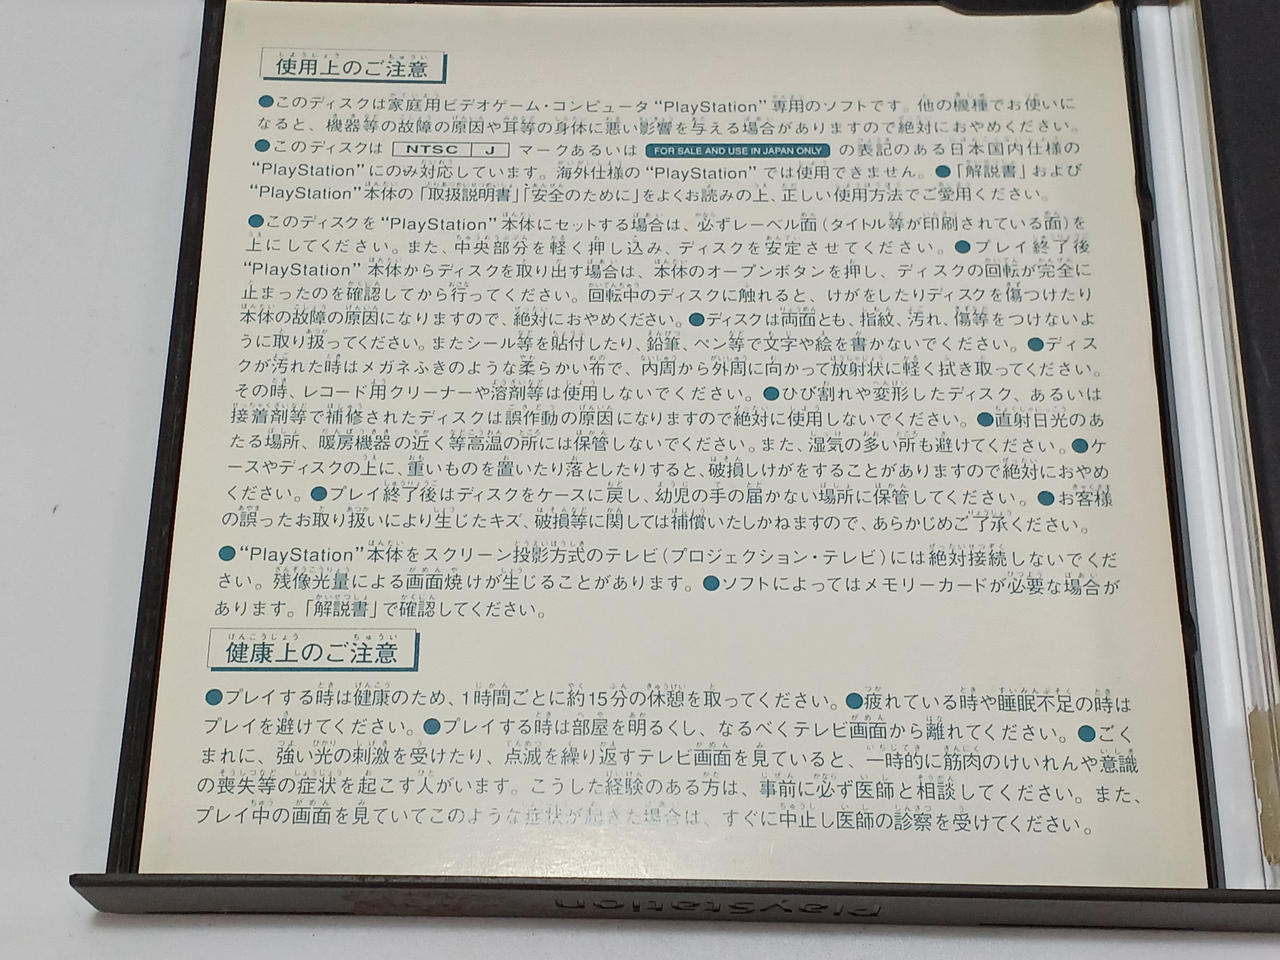 使用上のご注意
●このディスクは家庭用ビデオゲーム・コンピュータ“PlayStation”専用のソフトです。他の機種でお使いに
なると、機器等の故障の原因や耳等の身体に悪い影響を与える場合がありますので絶対におやめください。
●このディスクは NTSC J マークあるいは FOR SALE AND USE IN JAPAN ONLY の表記のある日本国内仕様の
“PlayStation”にのみ対応しています。海外仕様の“PlayStation”では使用できません。●「解説書」および
“PlayStation”本体の「取扱説明書」「安全のために」をよくお読みの上、正しい使用方法でご愛用ください。
●このディスクを“PlayStation”本体にセットする場合は、必ずレーベル面(タイトル等が印刷されている面)を
上にしてください。また、中央部分を軽く押し込み、ディスクを安定させてください。●プレイ終了後
“PlayStation”本体からディスクを取り出す場合は、本体のオープンボタンを押し、ディスクの回転が完全に
止まったのを確認してから行ってください。回転中のディスクに触れると、けがをしたりディスクを傷つけたり
本体の故障の原因になりますので、絶対におやめください。●ディスクは両面とも、指紋、汚れ、傷等をつけないよ
うに取り扱ってください。またシール等を貼付したり、鉛筆、ペン等で文字や絵を書かないでください。●ディス
クが汚れた時はメガネふきのような柔らかい布で、内周から外周に向かって放射状に軽く拭き取ってください。
その時、レコード用クリーナーや溶剤等は使用しないでください。●ひび割れや変形したディスク、あるいは
接着剤等で補修されたディスクは誤作動の原因になりますので絶対に使用しないでください。●直射日光のあ
たる場所、暖房機器の近く等高温の所には保管しないでください。また、湿気の多い所も避けてください。●ケ
ースやディスクの上に、重いものを置いたり落としたりすると、破損しけがをすることがありますので絶対におやめ
ください。●プレイ終了後はディスクをケースに戻し、幼児の手の届かない場所に保管してください。●お客様
の誤ったお取り扱いにより生じたキズ、破損等に関しては補償いたしかねますので、あらかじめご了承ください。
●“PlayStation”本体をスクリーン投影方式のテレビ(プロジェクション・テレビ)には絶対接続しないでくだ
さい。残像光量による画面焼けが生じることがあります。●ソフトによってはメモリーカードが必要な場合が
あります。「解説書」で確認してください。
健康上のご注意
●プレイする時は健康のため、1時間ごとに約15分の休憩を取ってください。●疲れている時や睡眠不足の時は
プレイを避けてください。●プレイする時は部屋を明るくし、なるべくテレビ画面から離れてください。●ごく
まれに、強い光の刺激を受けたり、点滅を繰り返すテレビ画面を見ていると、一時的に筋肉のけいれんや意識
の喪失等の症状を起こす人がいます。こうした経験のある方は、事前に必ず医師と相談してください。また、
プレイ中の画面を見ていてこのような症状が起きた場合は、すぐに中止し医師の診察を受けてください。
PlayStation